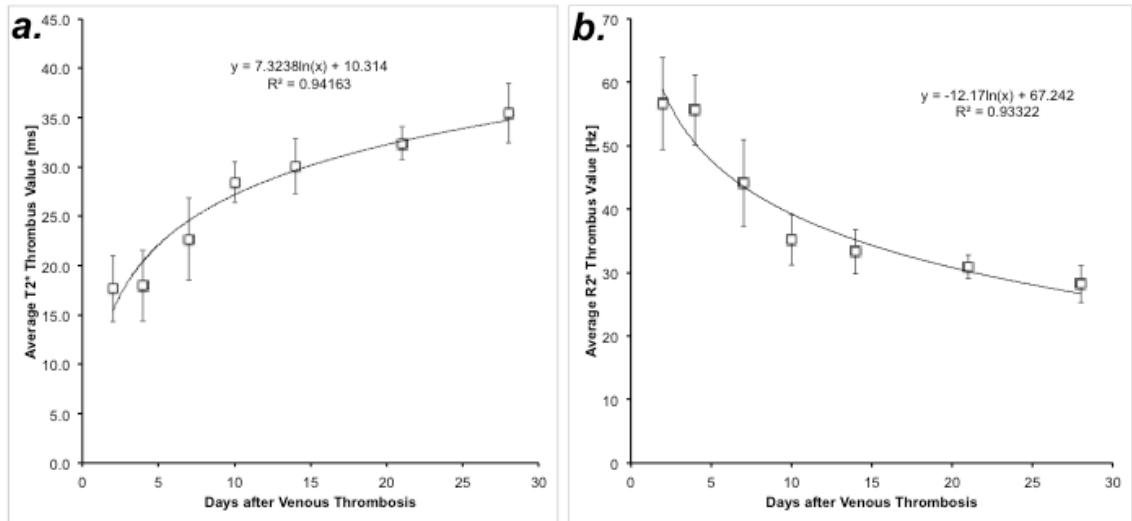 a.
45.0
40.0
35.0
30.0
25.0
20.0
15.0
10.0
5.0
0.0
Average T2* Thrombus Value [ms]
y = 7.3238ln(x) + 10.314
R² = 0.94163
0 5 10 15 20 25 30
Days after Venous Thrombosis
b.
70
60
50
40
30
20
10
0
Average R2* Thrombus Value [Hz]
y = -12.17ln(x) + 67.242
R² = 0.93322
0 5 10 15 20 25 30
Days after Venous Thrombosis